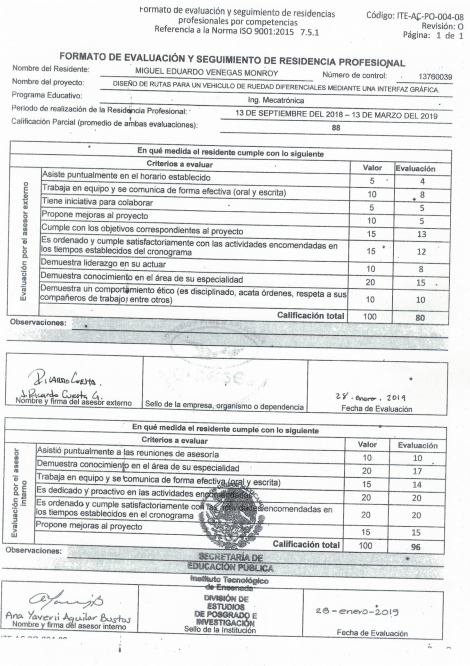 Formato de evaluación y seguimiento de residencias
profesionales por competencias
Referencia a la Norma ISO 9001:2015 7.5.1
Código: ITE-AC-PO-004-08
Revisión: O
Página: 1 de 1
FORMATO DE EVALUACIÓN Y SEGUIMIENTO DE RESIDENCIA PROFESIONAL
Nombre del Residente: MIGUEL EDUARDO VENEGAS MONROY Número de control: 13760039
Nombre del proyecto: DISEÑO DE RUTAS PARA UN VEHICULO DE RUEDAD DIFERENCIALES MEDIANTE UNA INTERFAZ GRÁFICA
Programa Educativo: Ing. Mecatrónica
Periodo de realización de la Residencia Profesional: 13 DE SEPTIEMBRE DEL 2018 – 13 DE MARZO DEL 2019
Calificación Parcial (promedio de ambas evaluaciones): 88
En qué medida el residente cumple con lo siguiente
Criterios a evaluar Valor Evaluación
Evaluación por el asesor externo
Asiste puntualmente en el horario establecido 5 4
Trabaja en equipo y se comunica de forma efectiva (oral y escrita) 10 8
Tiene iniciativa para colaborar 5 5
Propone mejoras al proyecto 10 5
Cumple con los objetivos correspondientes al proyecto 15 13
Es ordenado y cumple satisfactoriamente con las actividades encomendadas en
los tiempos establecidos del cronograma 15 12
Demuestra liderazgo en su actuar 10 8
Demuestra conocimiento en el área de su especialidad 20 15
Demuestra un comportamiento ético (es disciplinado, acata órdenes, respeta a sus
compañeros de trabajo, entre otros) 10 10
Calificación total 100 80
Observaciones:
Ricardo Cuesta.
J. Ricardo Cuesta G.
Nombre y firma del asesor externo
Sello de la empresa, organismo o dependencia
28 . enero . 2019
Fecha de Evaluación
En qué medida el residente cumple con lo siguiente
Criterios a evaluar Valor Evaluación
Evaluación por el asesor interno
Asistió puntualmente a las reuniones de asesoría 10 10
Demuestra conocimiento en el área de su especialidad 20 17
Trabaja en equipo y se comunica de forma efectiva (oral y escrita) 15 14
Es dedicado y proactivo en las actividades encomendadas 20 20
Es ordenado y cumple satisfactoriamente con las actividades encomendadas en
los tiempos establecidos en el cronograma 20 20
Propone mejoras al proyecto 15 15
Calificación total 100 96
Observaciones:
SECRETARÍA DE
EDUCACIÓN PÚBLICA
Instituto Tecnológico
de Ensenada
DIVISIÓN DE
ESTUDIOS
DE POSGRADO E
INVESTIGACIÓN
Sello de la Institución
Ana Yaveni Aguilar Bustos
Nombre y firma del asesor interno
28-enero-2019
Fecha de Evaluación